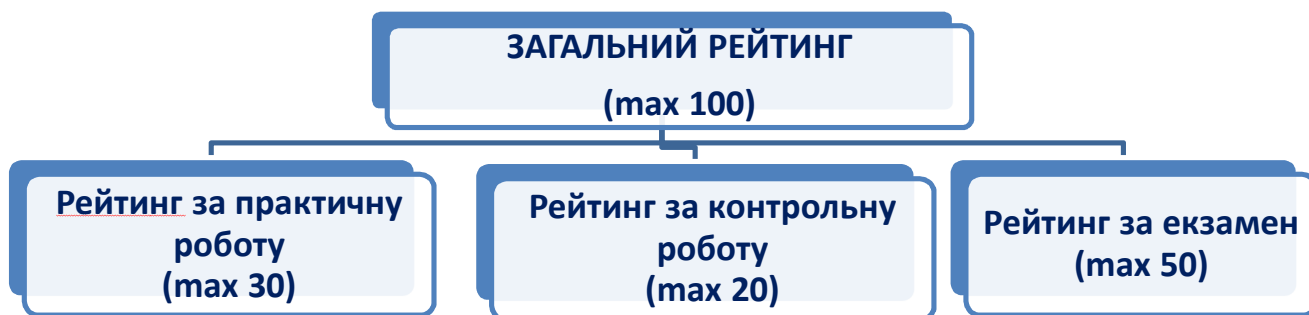 ЗАГАЛЬНИЙ РЕЙТИНГ
(max 100)
Рейтинг за практичну
роботу
(max 30)
Рейтинг за контрольну
роботу
(max 20)
Рейтинг за екзамен
(max 50)